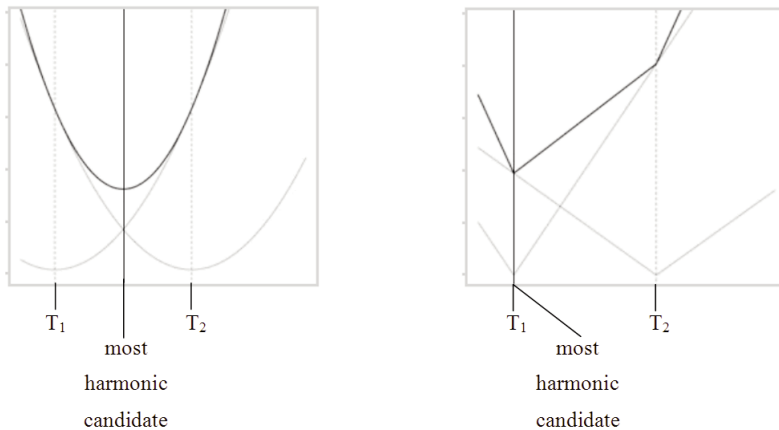 T₁ T₂
most
harmonic
candidate
T₁ T₂
most
harmonic
candidate